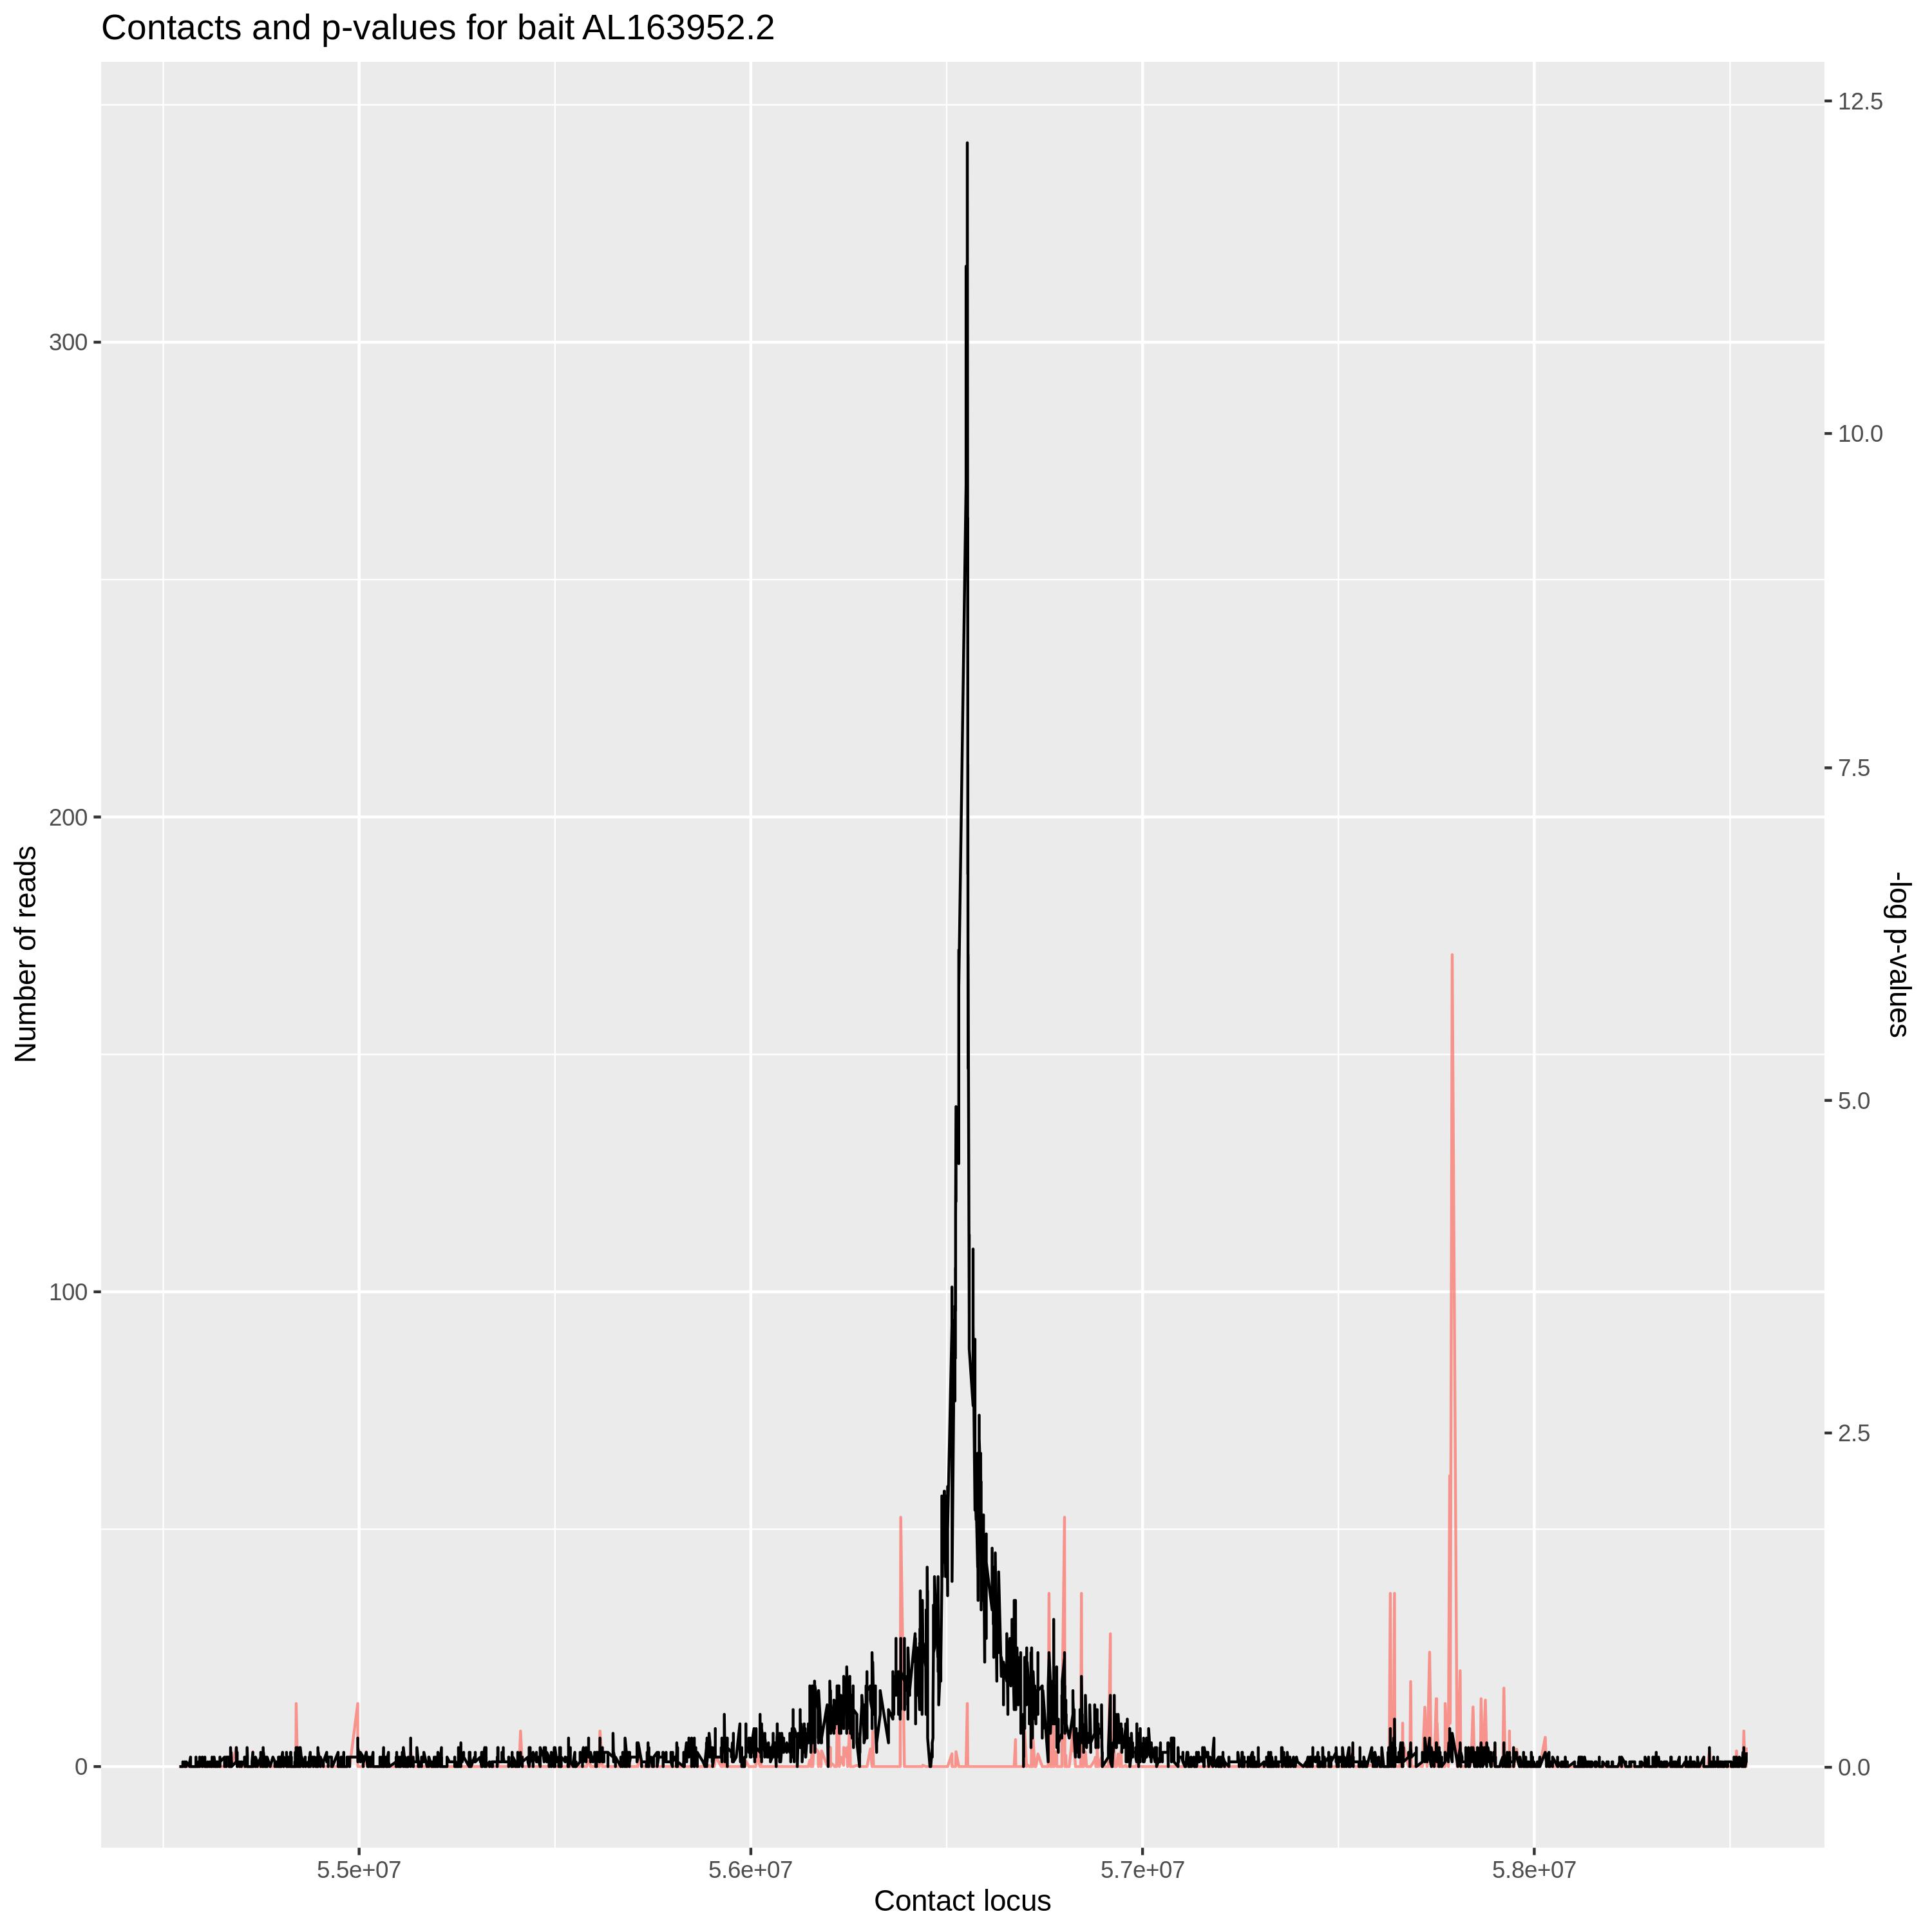 Contacts and p-values for bait AL163952.2
Number of reads
300
200
100
0
12.5
10.0
7.5
5.0
2.5
0.0
-log p-values
5.5e+07
5.6e+07
5.7e+07
5.8e+07
Contact locus